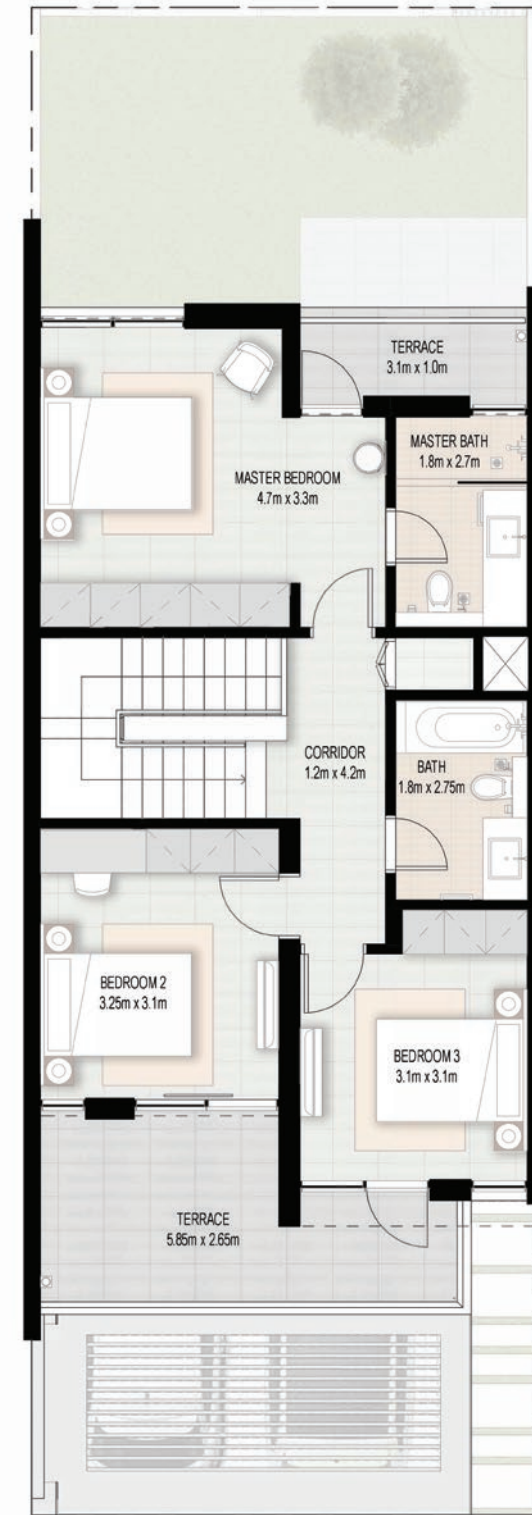 TERRACE
3.1m x 1.0m
MASTER BATH
1.8m x 2.7m
MASTER BEDROOM
4.7m x 3.3m
CORRIDOR
1.2m x 4.2m
BATH
1.8m x 2.75m
BEDROOM 2
3.25m x 3.1m
BEDROOM 3
3.1m x 3.1m
TERRACE
5.85m x 2.65m